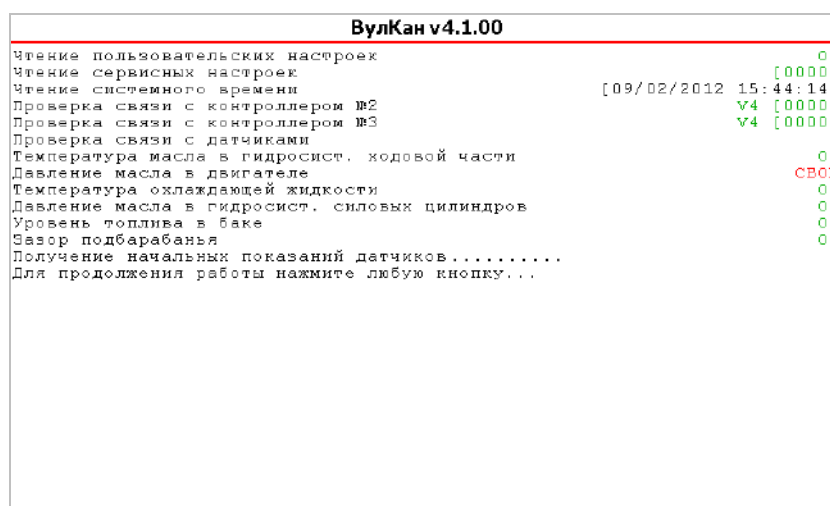 ВулКан v4.1.00
Чтение пользовательских настроек O
Чтение сервисных настроек [0000
Чтение системного времени [09/02/2012 15:44:14
Проверка связи с контроллером №2 V4 [0000
Проверка связи с контроллером №3 V4 [0000
Проверка связи с датчиками
Температура масла в гидросист. ходовой части O
Давление масла в двигателе СВО
Температура охлаждающей жидкости O
Давление масла в гидросист. силовых цилиндров O
Уровень топлива в баке O
Зазор подбарабанья O
Получение начальных показаний датчиков..........
Для продолжения работы нажмите любую кнопку...